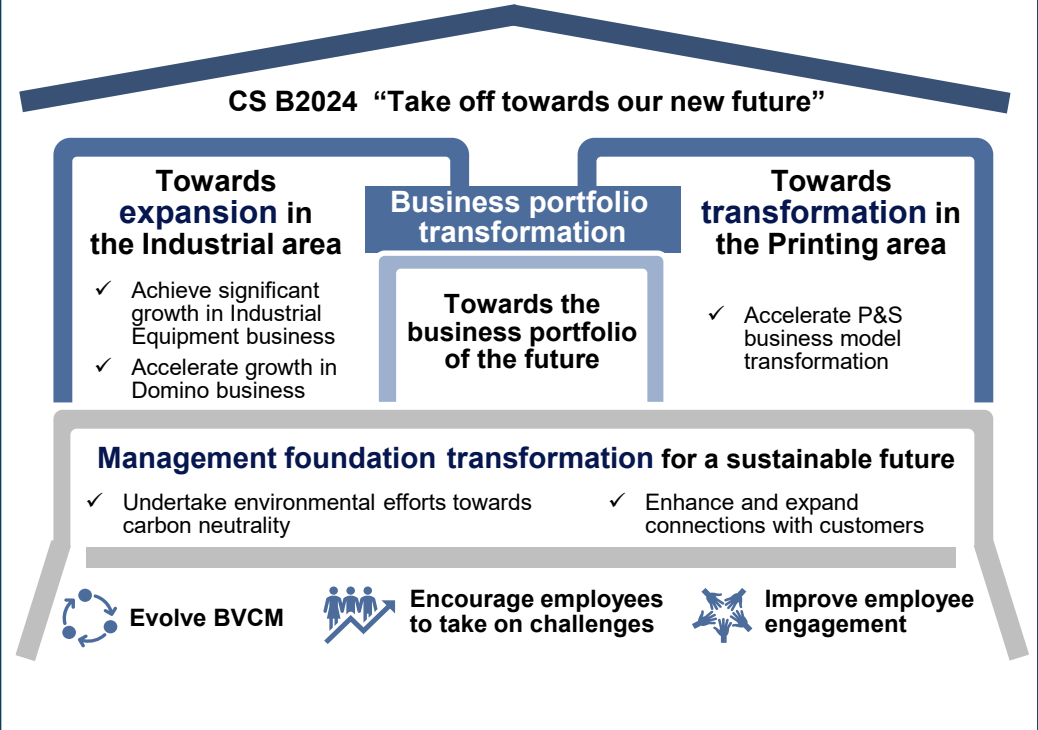 CS B2024 “Take off towards our new future”
Towards
expansion in
the Industrial area
✓ Achieve significant
growth in Industrial
Equipment business
✓ Accelerate growth in
Domino business
Business portfolio
transformation
Towards the
business portfolio
of the future
Towards
transformation in
the Printing area
✓ Accelerate P&S
business model
transformation
Management foundation transformation for a sustainable future
✓ Undertake environmental efforts towards
carbon neutrality
✓ Enhance and expand
connections with customers
Evolve BVCM
Encourage employees
to take on challenges
Improve employee
engagement